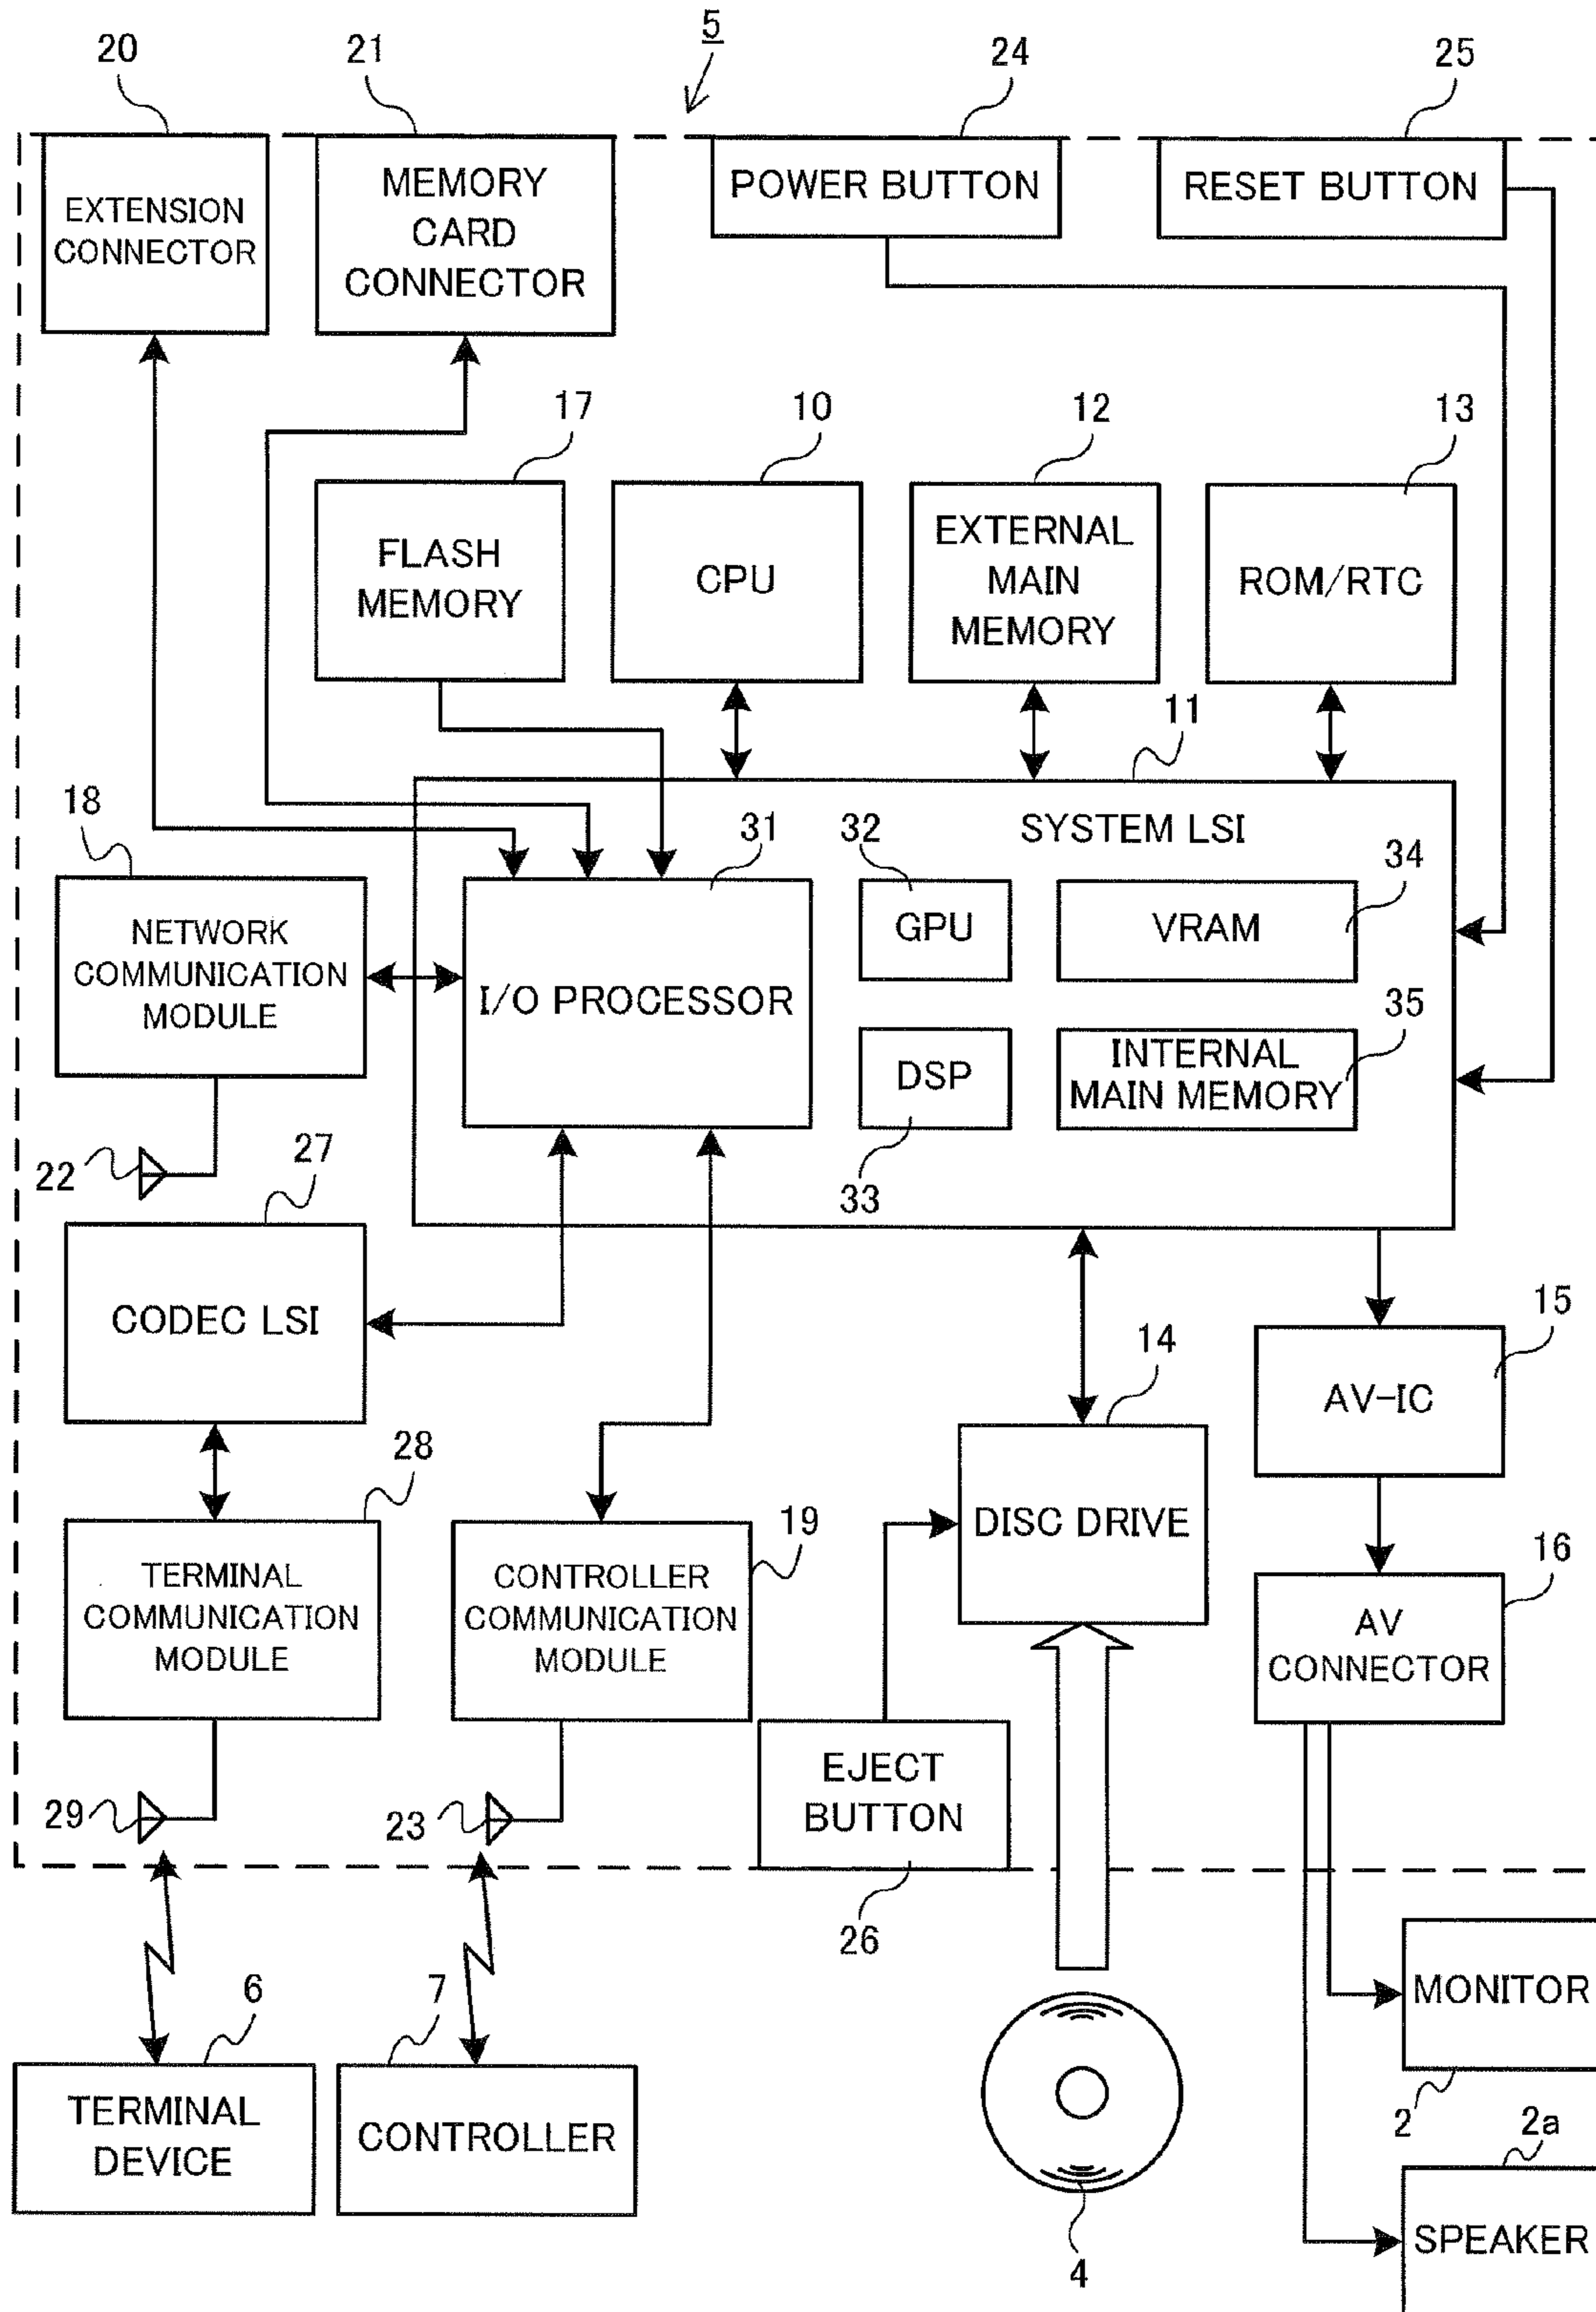 5
20
21
24
25
EXTENSION
CONNECTOR
MEMORY
CARD
CONNECTOR
POWER BUTTON
RESET BUTTON
17
10
12
13
FLASH
MEMORY
CPU
EXTERNAL
MAIN
MEMORY
ROM/RTC
11
SYSTEM LSI
18
31
32
34
NETWORK
COMMUNICATION
MODULE
I/O PROCESSOR
GPU
VRAM
35
DSP
INTERNAL
MAIN MEMORY
22
27
33
CODEC LSI
14
15
AV-IC
28
19
DISC DRIVE
16
TERMINAL
COMMUNICATION
MODULE
CONTROLLER
COMMUNICATION
MODULE
AV
CONNECTOR
EJECT
BUTTON
29
23
26
6
7
MONITOR
TERMINAL
DEVICE
CONTROLLER
2
2a
4
SPEAKER